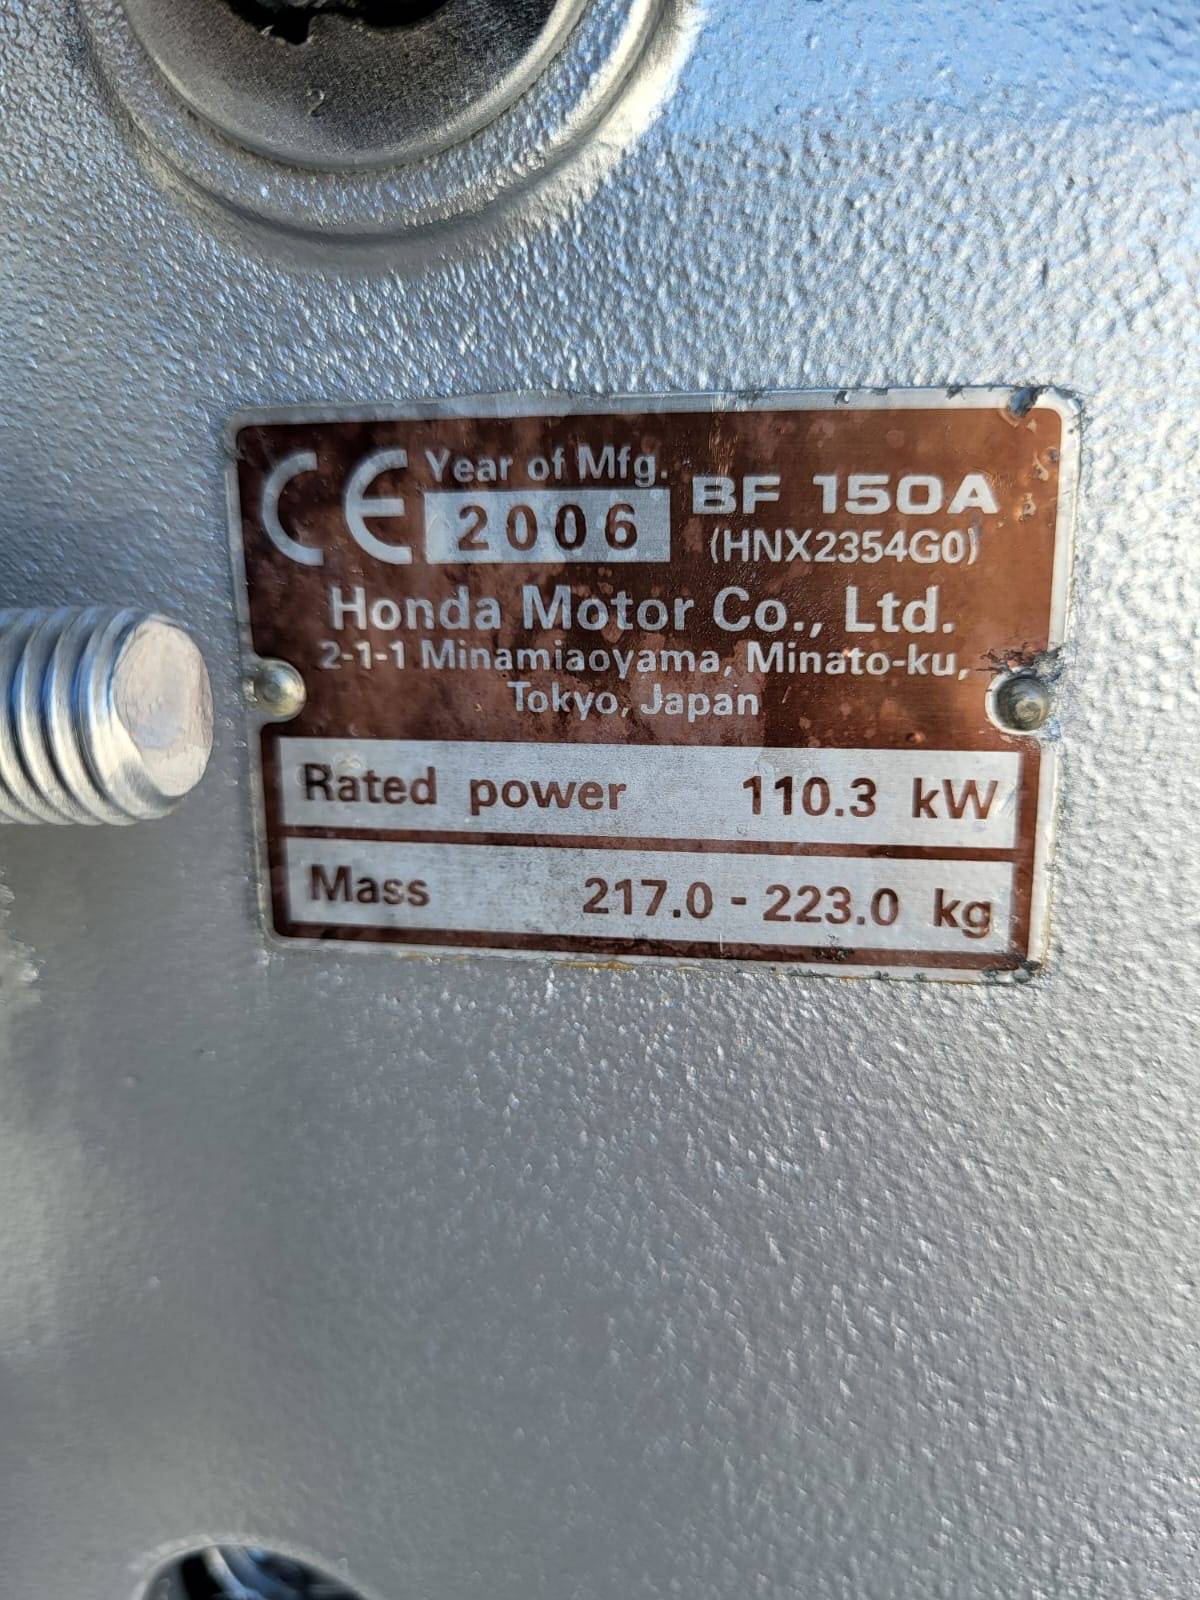 CE Year of Mfg.
2006
BF 150A
(HNX2354G0)
Honda Motor Co., Ltd.
2-1-1 Minamiaoyama, Minato-ku,
Tokyo, Japan
Rated power 110.3 kW
Mass 217.0 - 223.0 kg